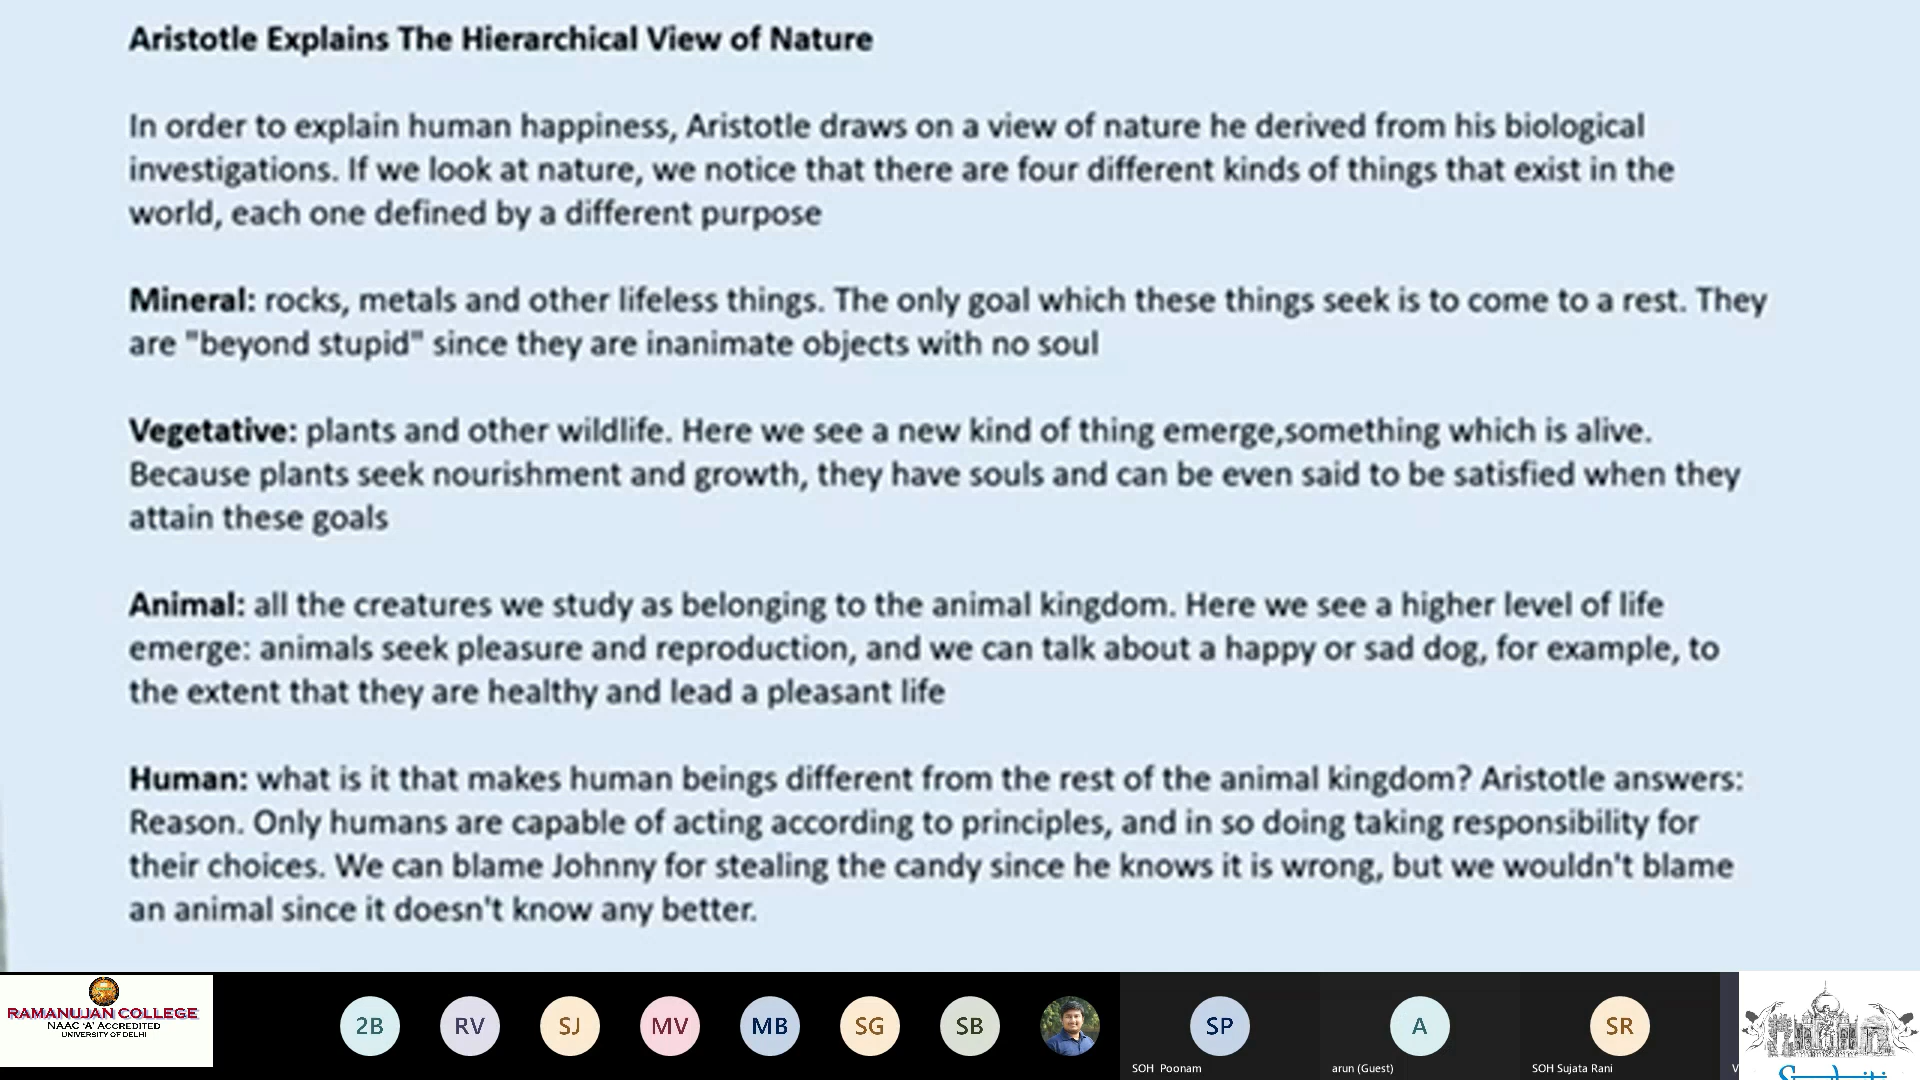 Aristotle Explains The Hierarchical View of Nature
In order to explain human happiness, Aristotle draws on a view of nature he derived from his biological
investigations. If we look at nature, we notice that there are four different kinds of things that exist in the
world, each one defined by a different purpose
Mineral: rocks, metals and other lifeless things. The only goal which these things seek is to come to a rest. They
are "beyond stupid" since they are inanimate objects with no soul
Vegetative: plants and other wildlife. Here we see a new kind of thing emerge,something which is alive.
Because plants seek nourishment and growth, they have souls and can be even said to be satisfied when they
attain these goals
Animal: all the creatures we study as belonging to the animal kingdom. Here we see a higher level of life
emerge: animals seek pleasure and reproduction, and we can talk about a happy or sad dog, for example, to
the extent that they are healthy and lead a pleasant life
Human: what is it that makes human beings different from the rest of the animal kingdom? Aristotle answers:
Reason. Only humans are capable of acting according to principles, and in so doing taking responsibility for
their choices. We can blame Johnny for stealing the candy since he knows it is wrong, but we wouldn't blame
an animal since it doesn't know any better.
RAMANUJAN COLLEGE
NAAC 'A' ACCREDITED
UNIVERSITY OF DELHI
2B RV SJ MV MB SG SB SP A SR
SOH Poonam arun (Guest) SOH Sujata Rani V